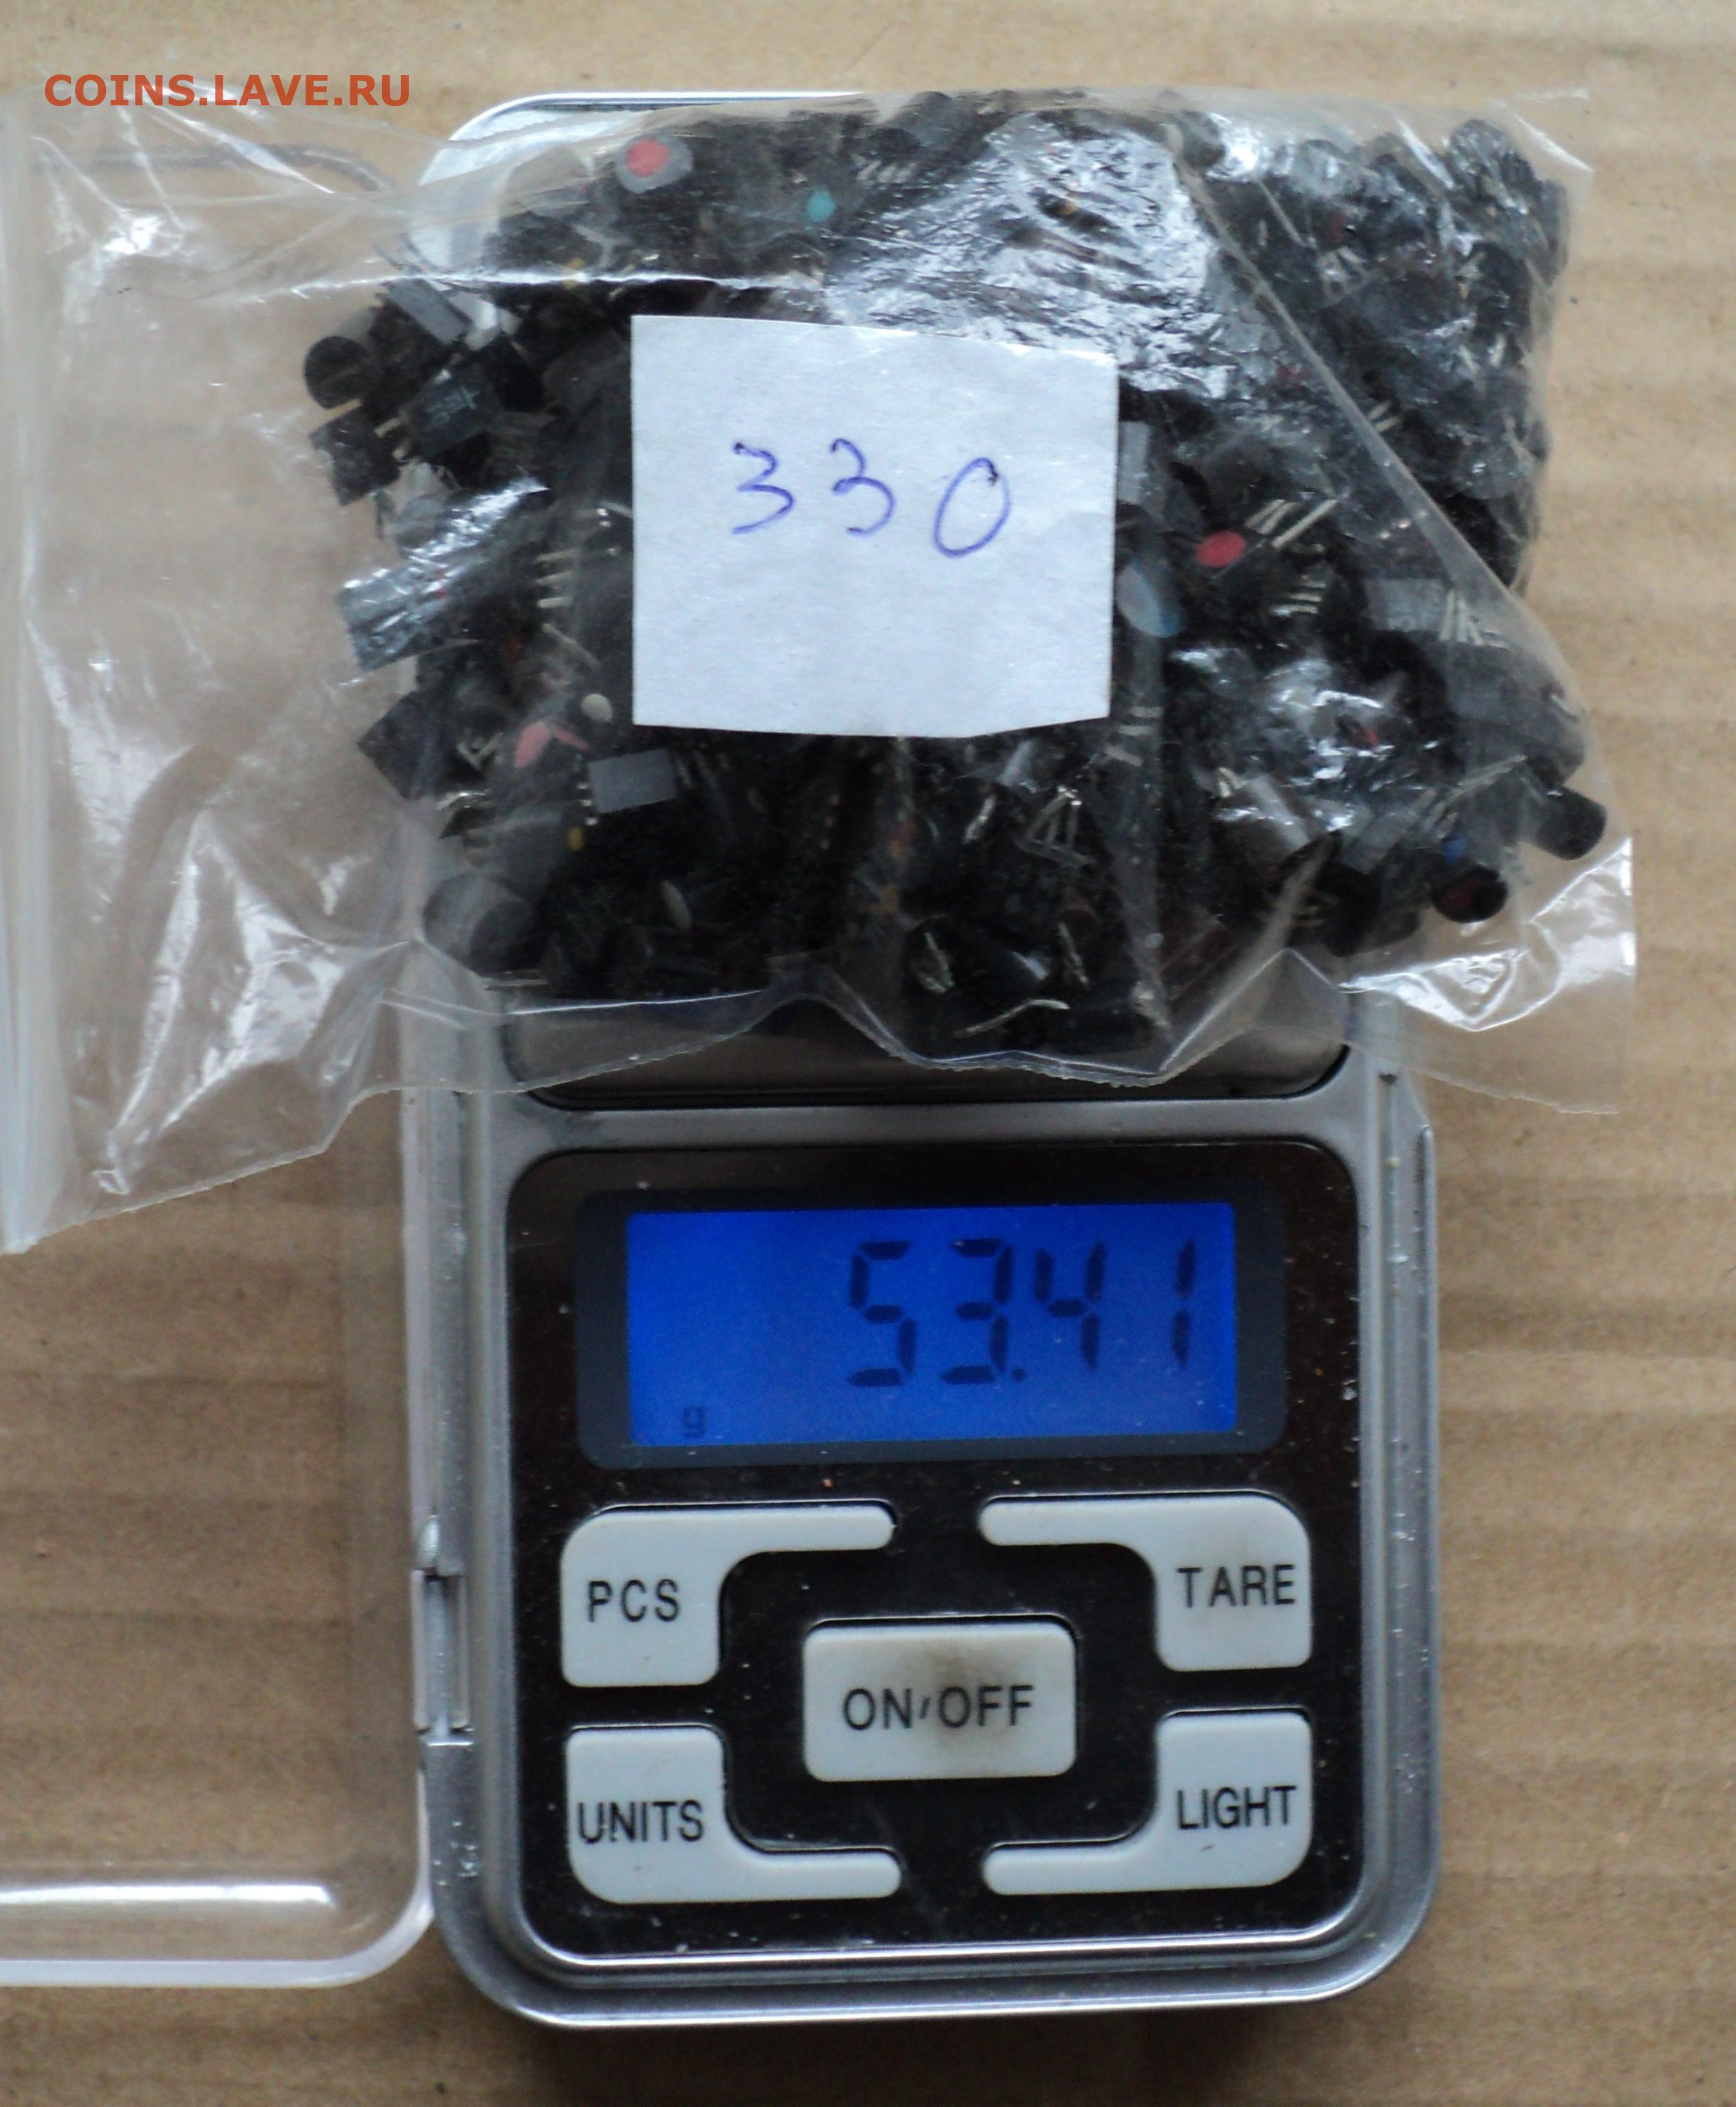 COINS.LAVE.RU
330
53.41
g
PCS
TARE
ON/OFF
UNITS
LIGHT